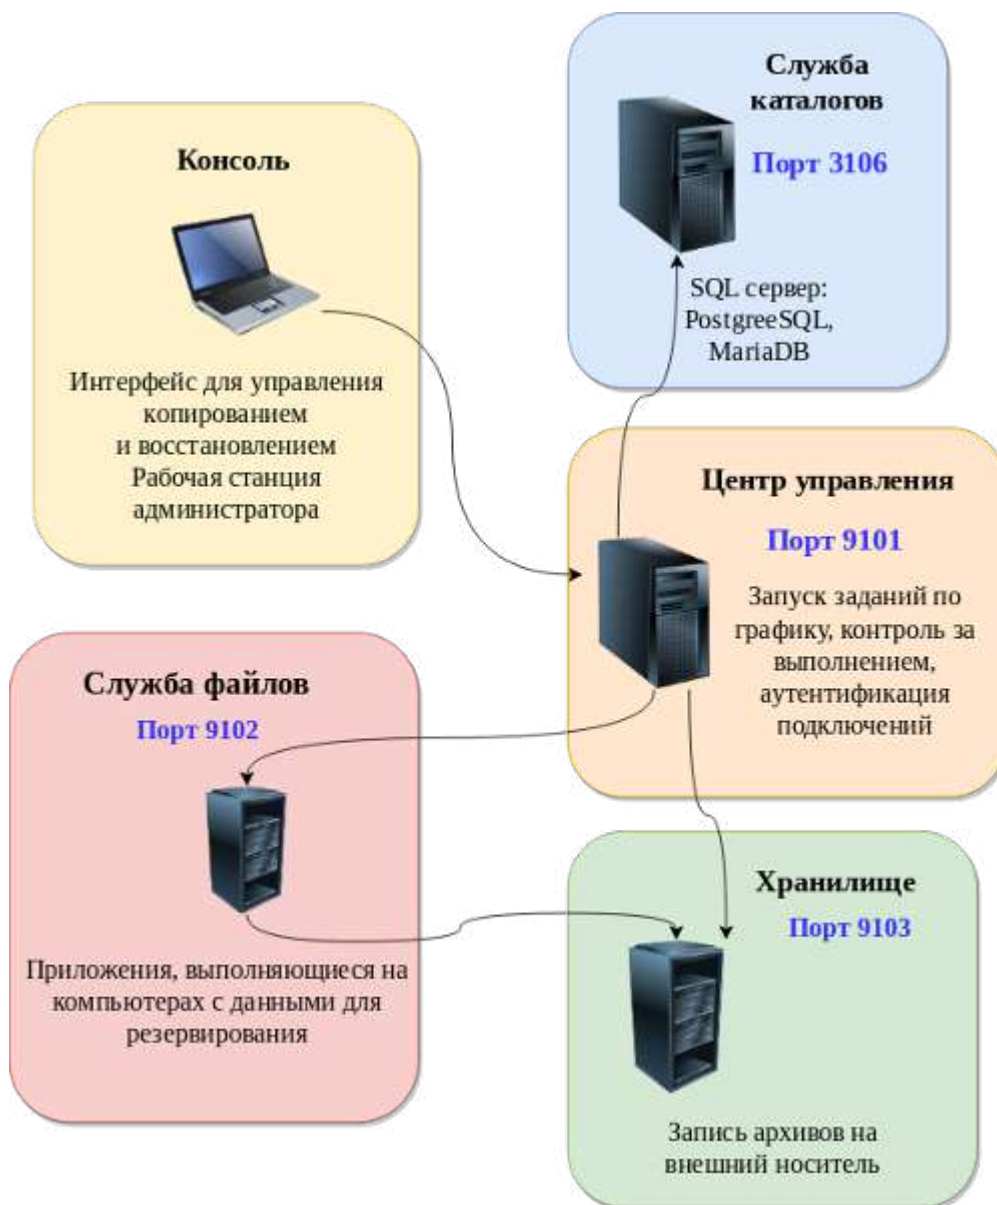 Служба
каталогов
Порт 3106
SQL сервер:
PostgreeSQL,
MariaDB
Консоль
Интерфейс для управления
копированием
и восстановлением
Рабочая станция
администратора
Центр управления
Порт 9101
Запуск заданий по
графику, контроль за
выполнением,
аутентификация
подключений
Служба файлов
Порт 9102
Приложения, выполняющиеся на
компьютерах с данными для
резервирования
Хранилище
Порт 9103
Запись архивов на
внешний носитель